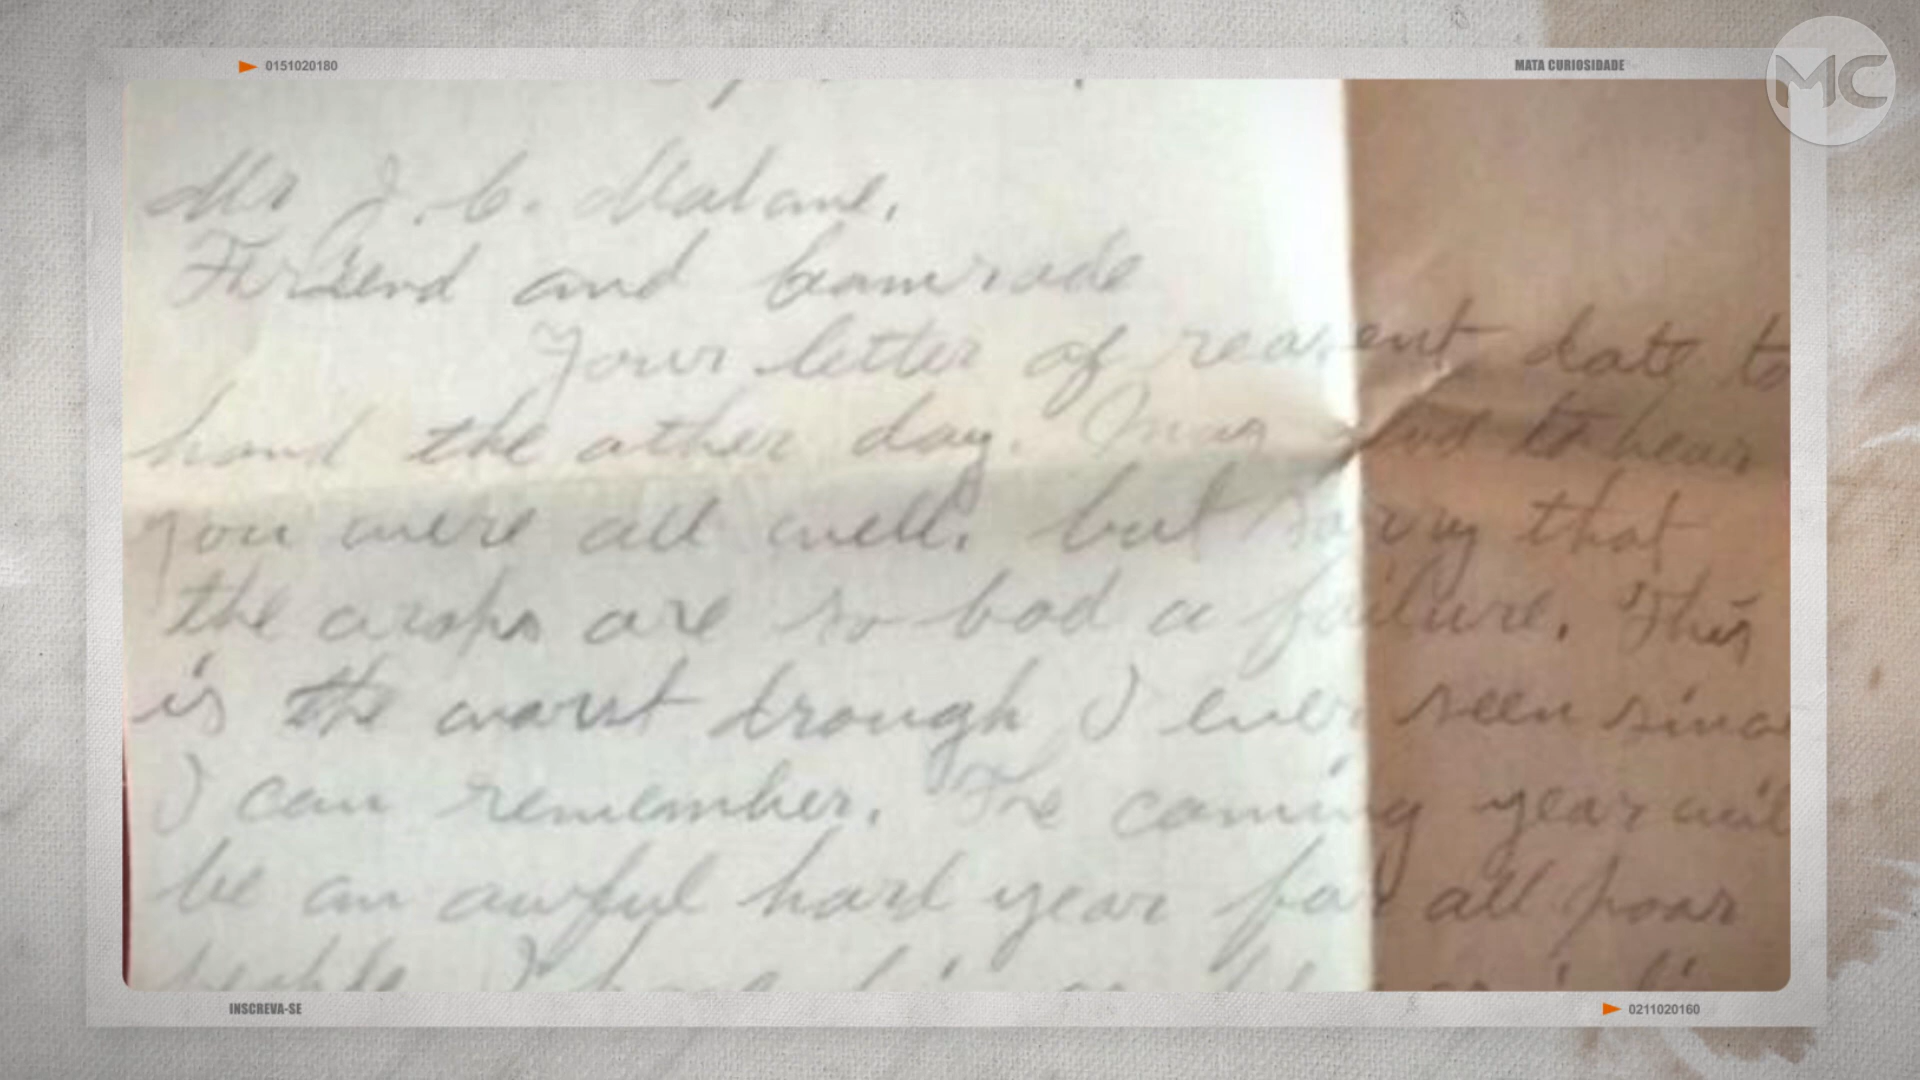 0151020180
MATA CURIOSIDADE
MC
Mr J. C. Malone,
Friend and Comrade
Your letter of reacent date to
hand the other day. Was glad to hear
you were all well. but sorry that
the crops are so bad a failure. This
is the worst drough I ever seen since
I can remember. The coming year will
be an awful hard year for all poor
INSCREVA-SE
0211020160